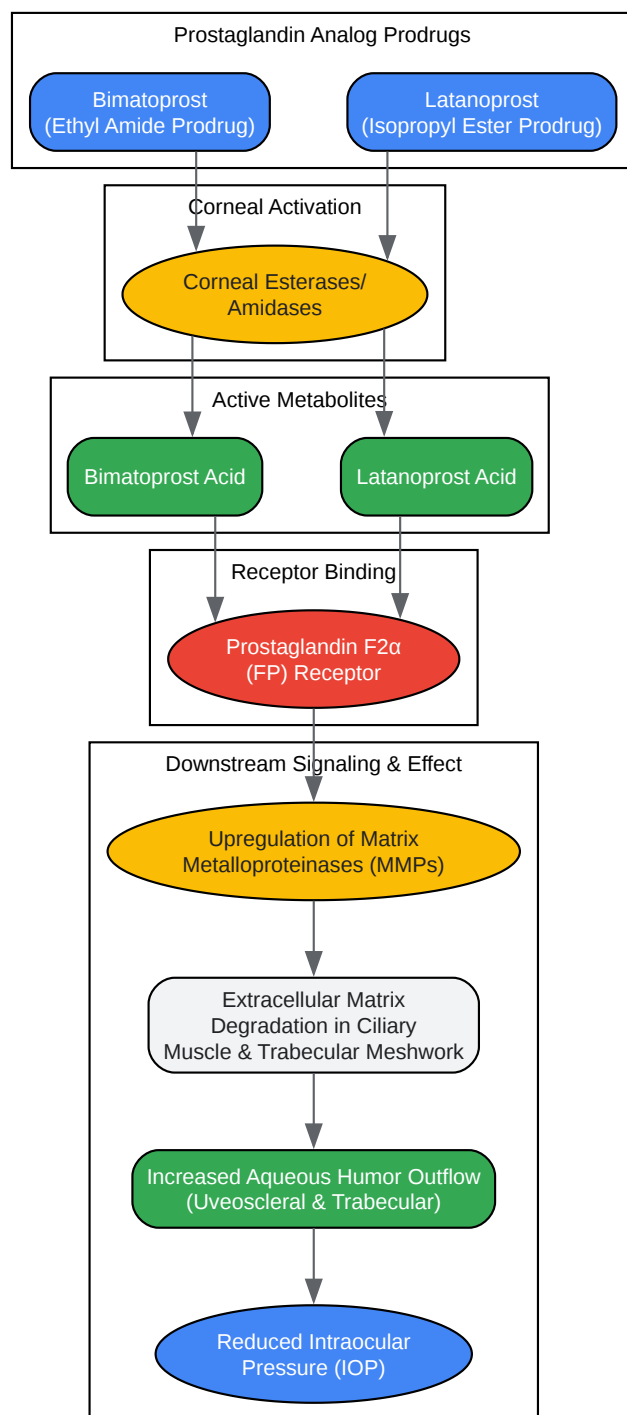 Prostaglandin Analog Prodrugs
Bimatoprost
(Ethyl Amide Prodrug)
Latanoprost
(Isopropyl Ester Prodrug)
Corneal Activation
Corneal Esterases/
Amidases
Active Metabolites
Bimatoprost Acid
Latanoprost Acid
Receptor Binding
Prostaglandin F2α
(FP) Receptor
Downstream Signaling & Effect
Upregulation of Matrix
Metalloproteinases (MMPs)
Extracellular Matrix
Degradation in Ciliary
Muscle & Trabecular Meshwork
Increased Aqueous Humor Outflow
(Uveoscleral & Trabecular)
Reduced Intraocular
Pressure (IOP)